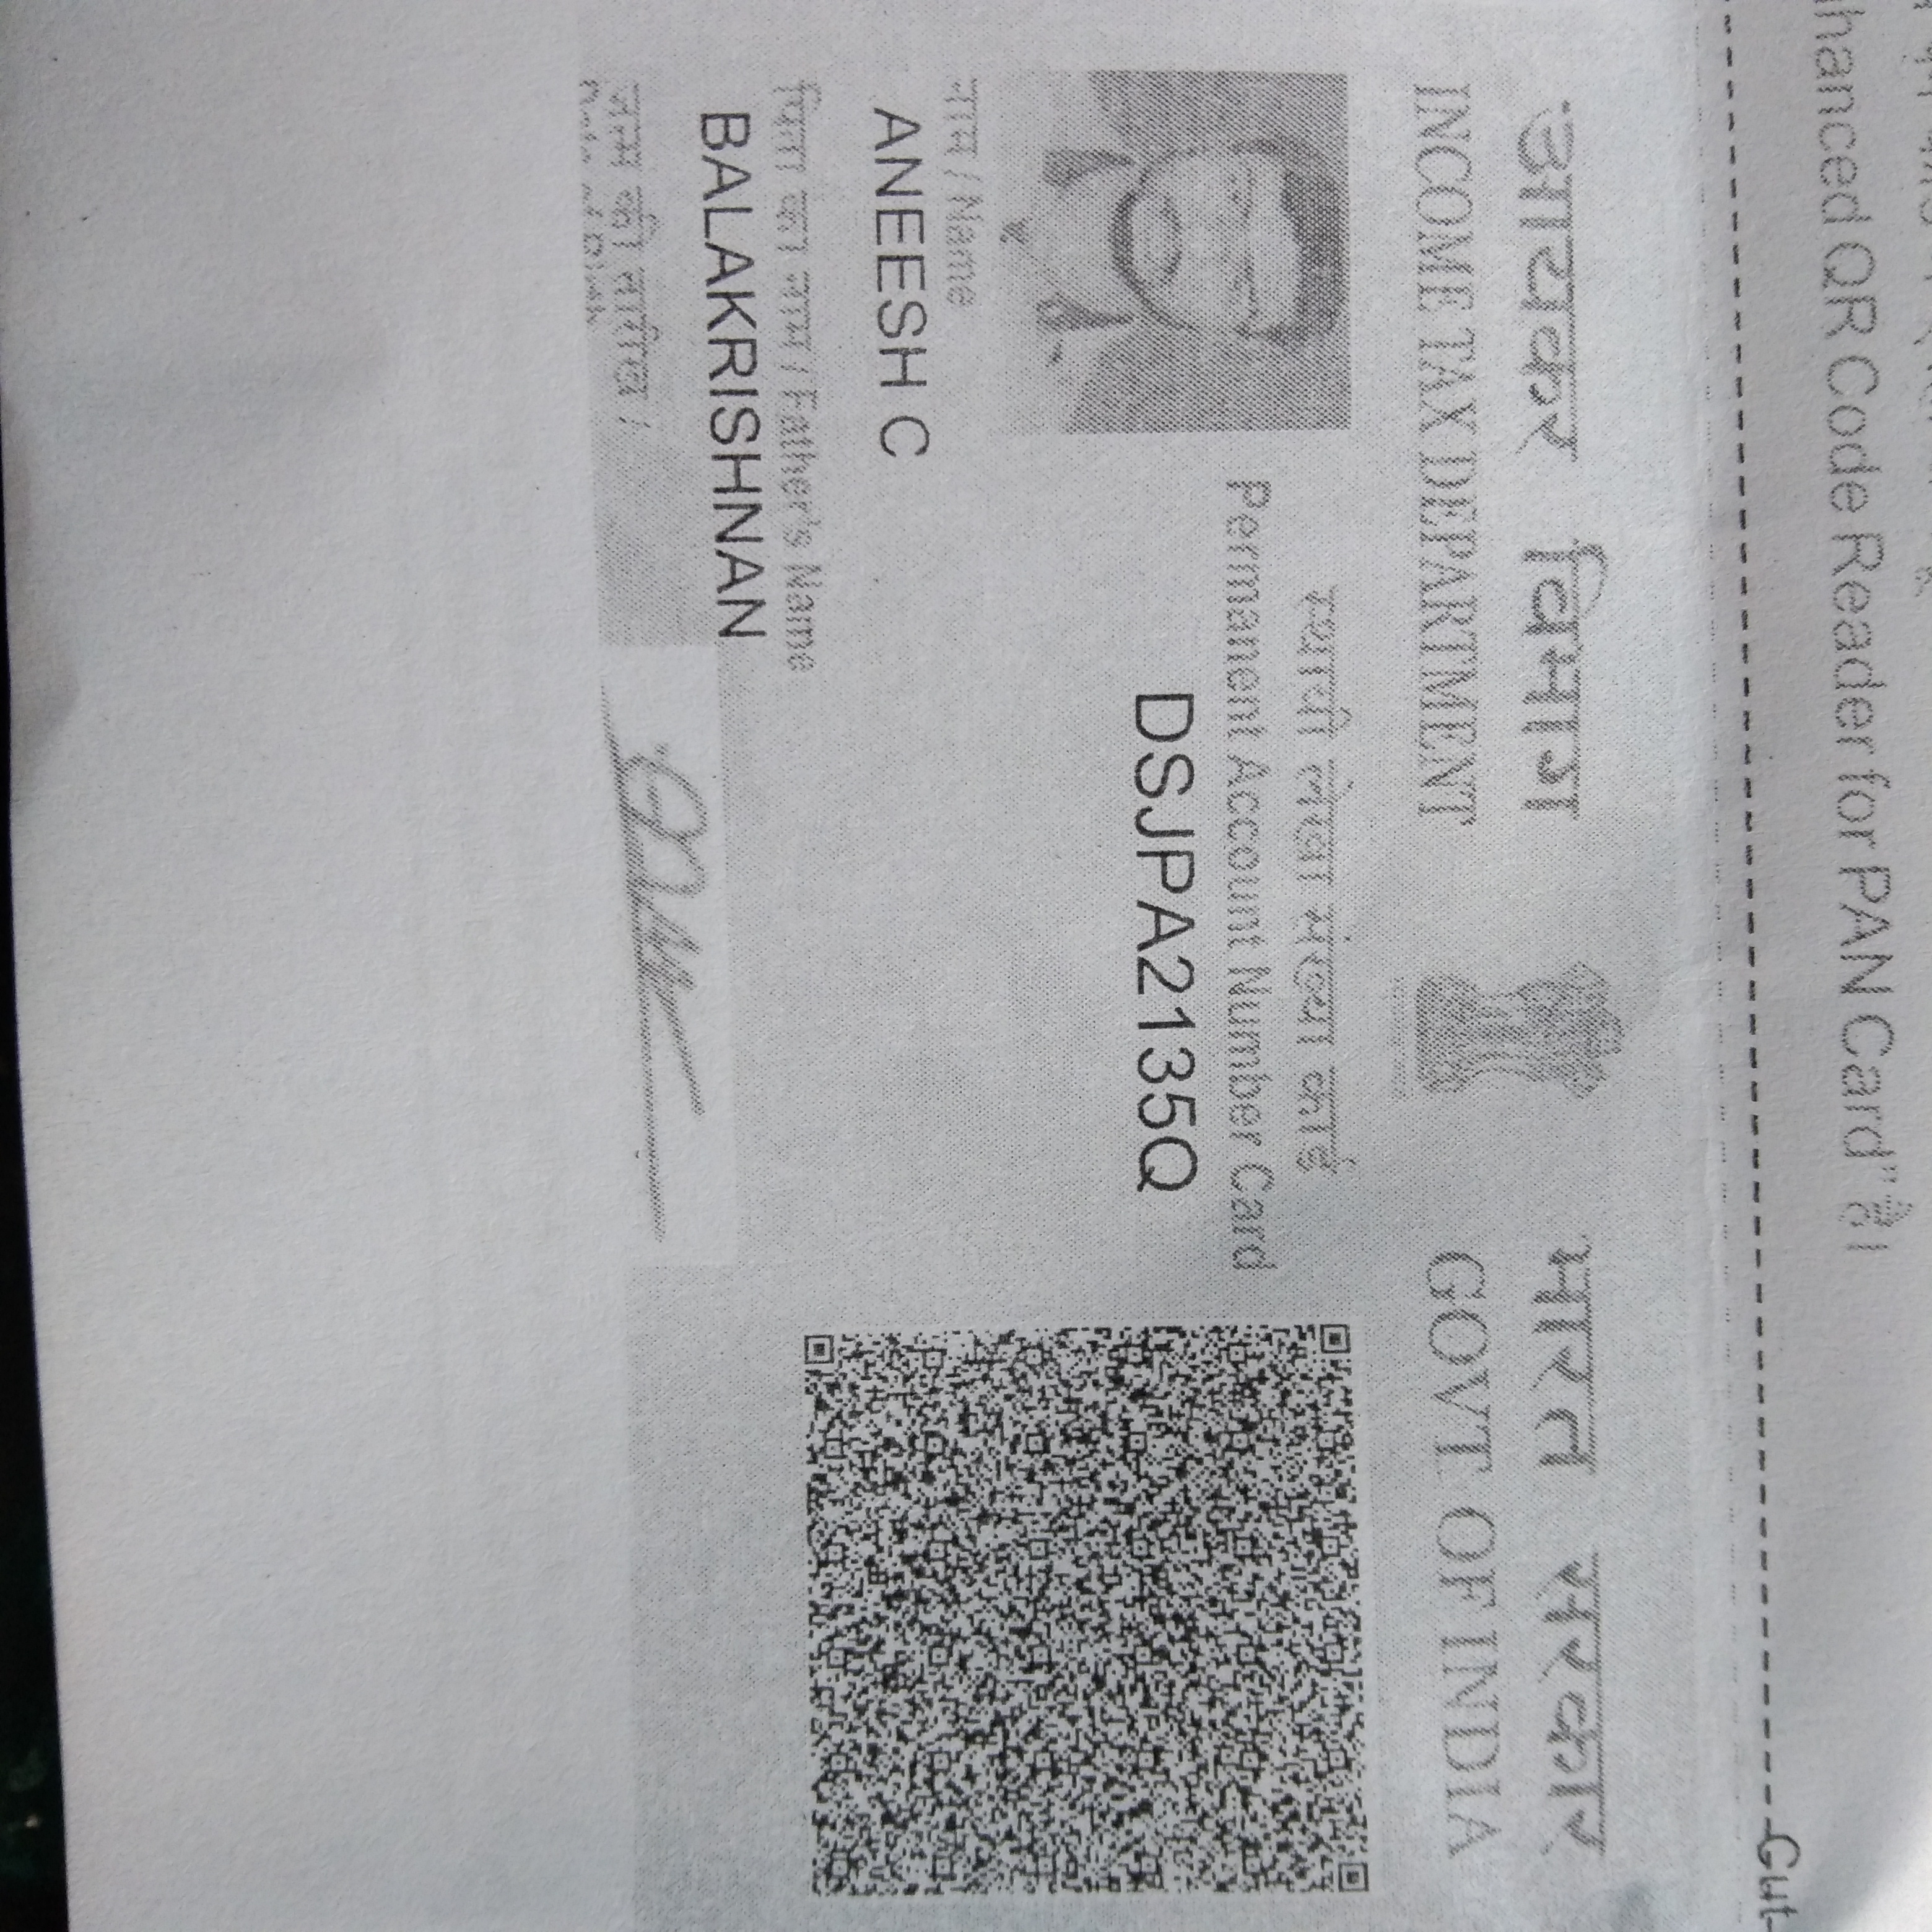 hanced QR Code Reader for PAN Card" है।
Cut
आयकर विभाग भारत सरकार
INCOME TAX DEPARTMENT GOVT OF INDIA
स्थायी लेखा संख्या कार्ड
Permanent Account Number Card
DSJPA2135Q
नाम / Name
ANEESH C
पिता का नाम / Father's Name
BALAKRISHNAN
जन्म की तारीख /